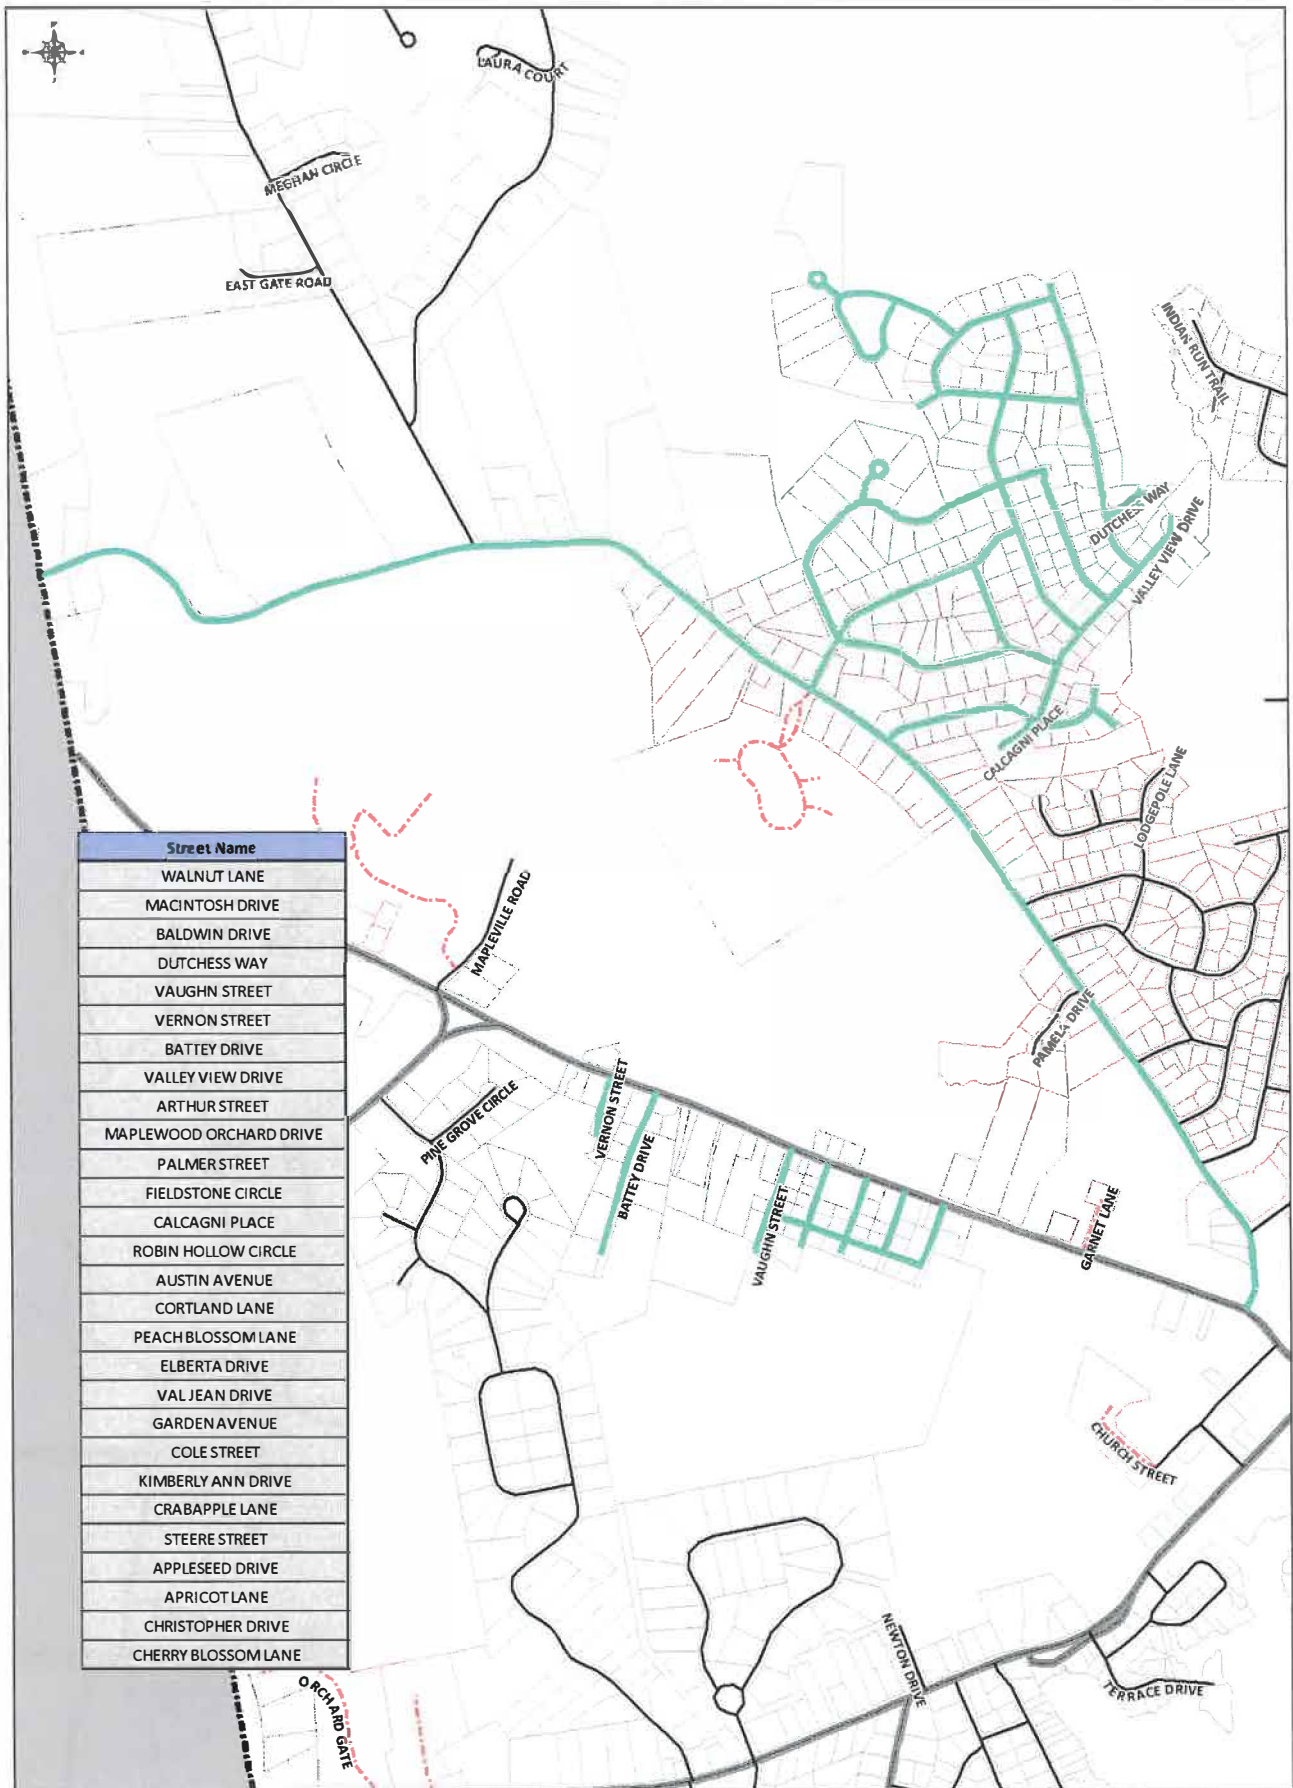 LAURA COURT
MEGHAN CIRCLE
EAST GATE ROAD
INDIAN RUN TRAIL
DUTCHESS WAY
VALLEY VIEW DRIVE
CALCAGNI PLACE
LODGEPOLE LANE
Street Name
WALNUT LANE
MACINTOSH DRIVE
BALDWIN DRIVE
DUTCHESS WAY
VAUGHN STREET
VERNON STREET
BATTEY DRIVE
VALLEY VIEW DRIVE
ARTHUR STREET
MAPLEWOOD ORCHARD DRIVE
PALMER STREET
FIELDSTONE CIRCLE
CALCAGNI PLACE
ROBIN HOLLOW CIRCLE
AUSTIN AVENUE
CORTLAND LANE
PEACH BLOSSOM LANE
ELBERTA DRIVE
VAL JEAN DRIVE
GARDEN AVENUE
COLE STREET
KIMBERLY ANN DRIVE
CRABAPPLE LANE
STEERE STREET
APPLESEED DRIVE
APRICOT LANE
CHRISTOPHER DRIVE
CHERRY BLOSSOM LANE
MAPLEVILLE ROAD
PAMELA DRIVE
PINE GROVE CIRCLE
VERNON STREET
BATTEY DRIVE
VAUGHN STREET
GARNET LANE
CHURCH STREET
NEWTON DRIVE
TERRACE DRIVE
ORCHARD GATE